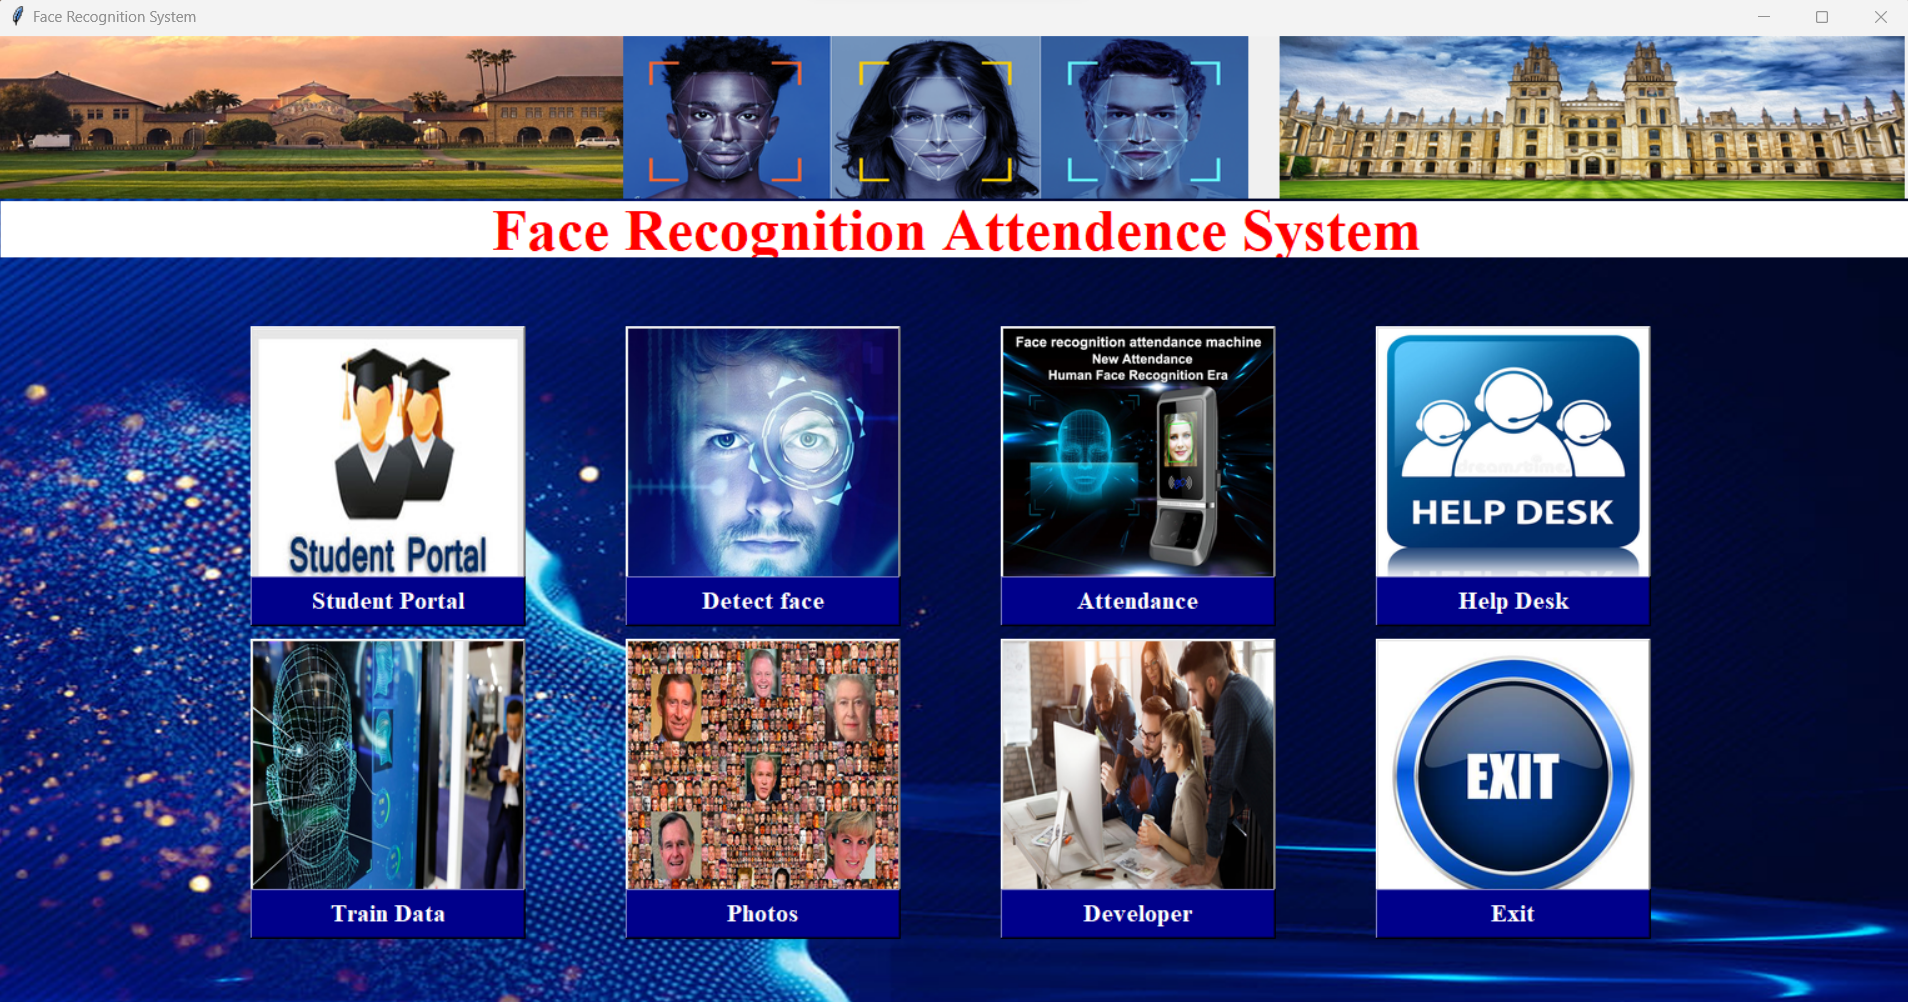 Face Recognition System
Face Recognition Attendence System
Student Portal
Student Portal
Detect face
Face recognition attendance machine
New Attendance
Human Face Recognition Era
Attendance
dreamstime
HELP DESK
Help Desk
Train Data
Photos
Developer
EXIT
Exit